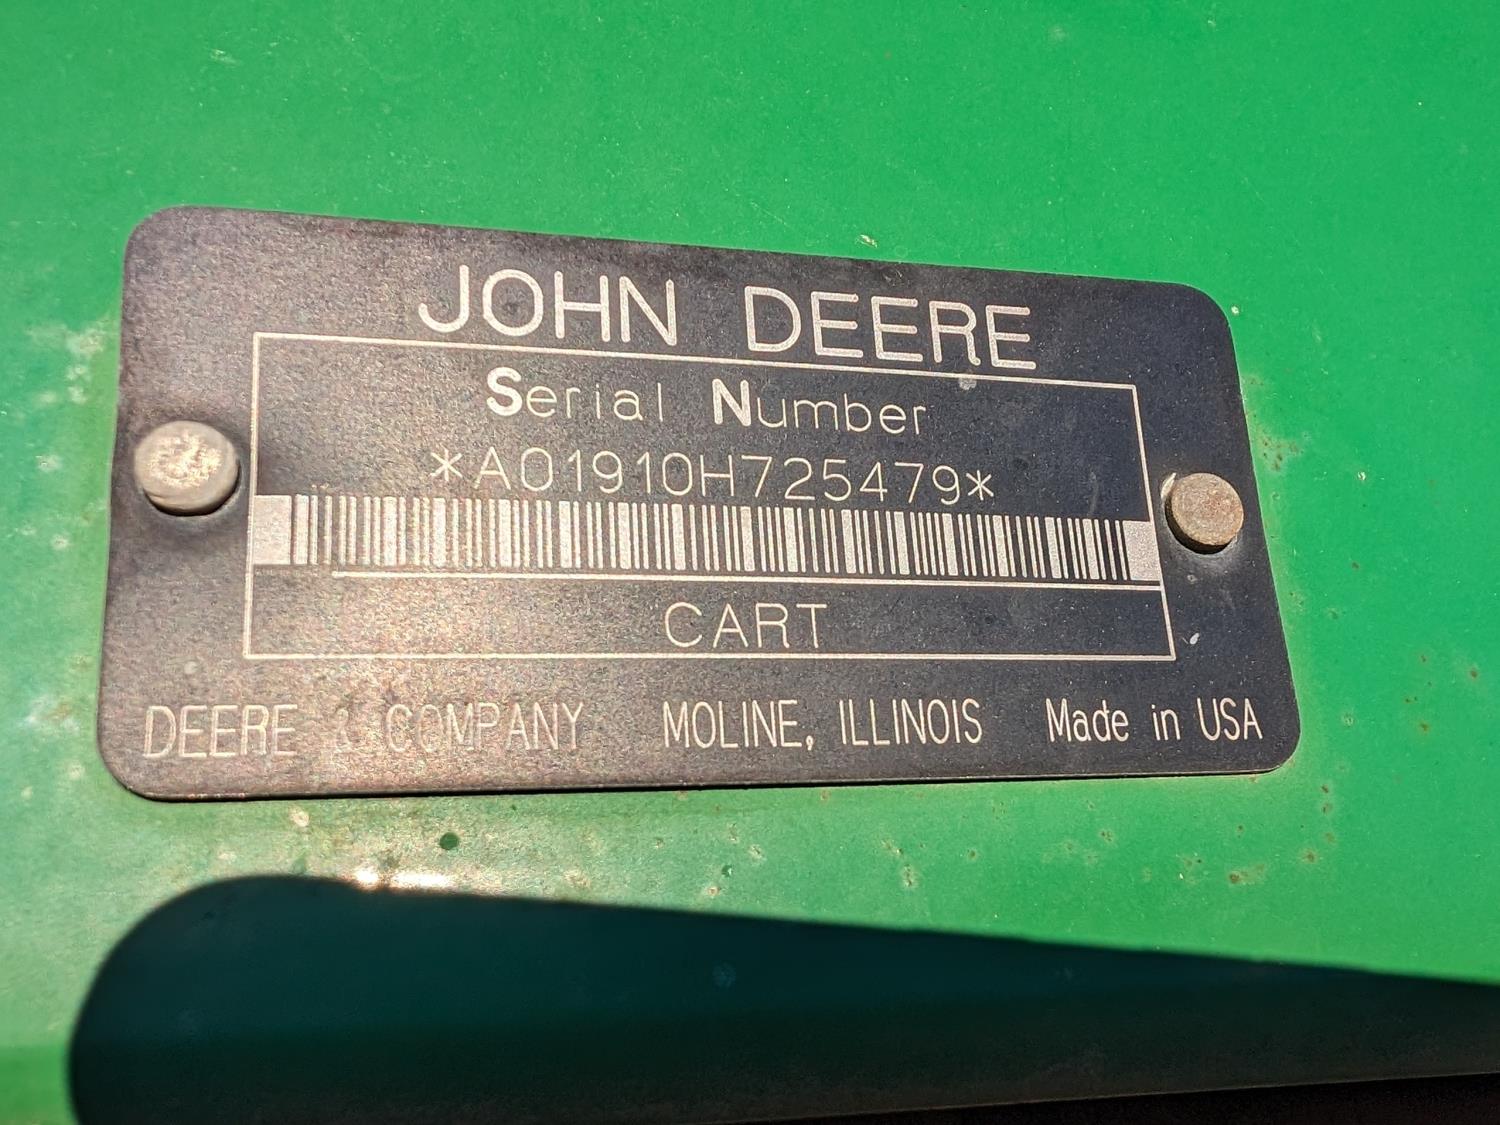 JOHN DEERE
Serial Number
*A01910H725479*
CART
DEERE & COMPANY MOLINE, ILLINOIS Made in USA